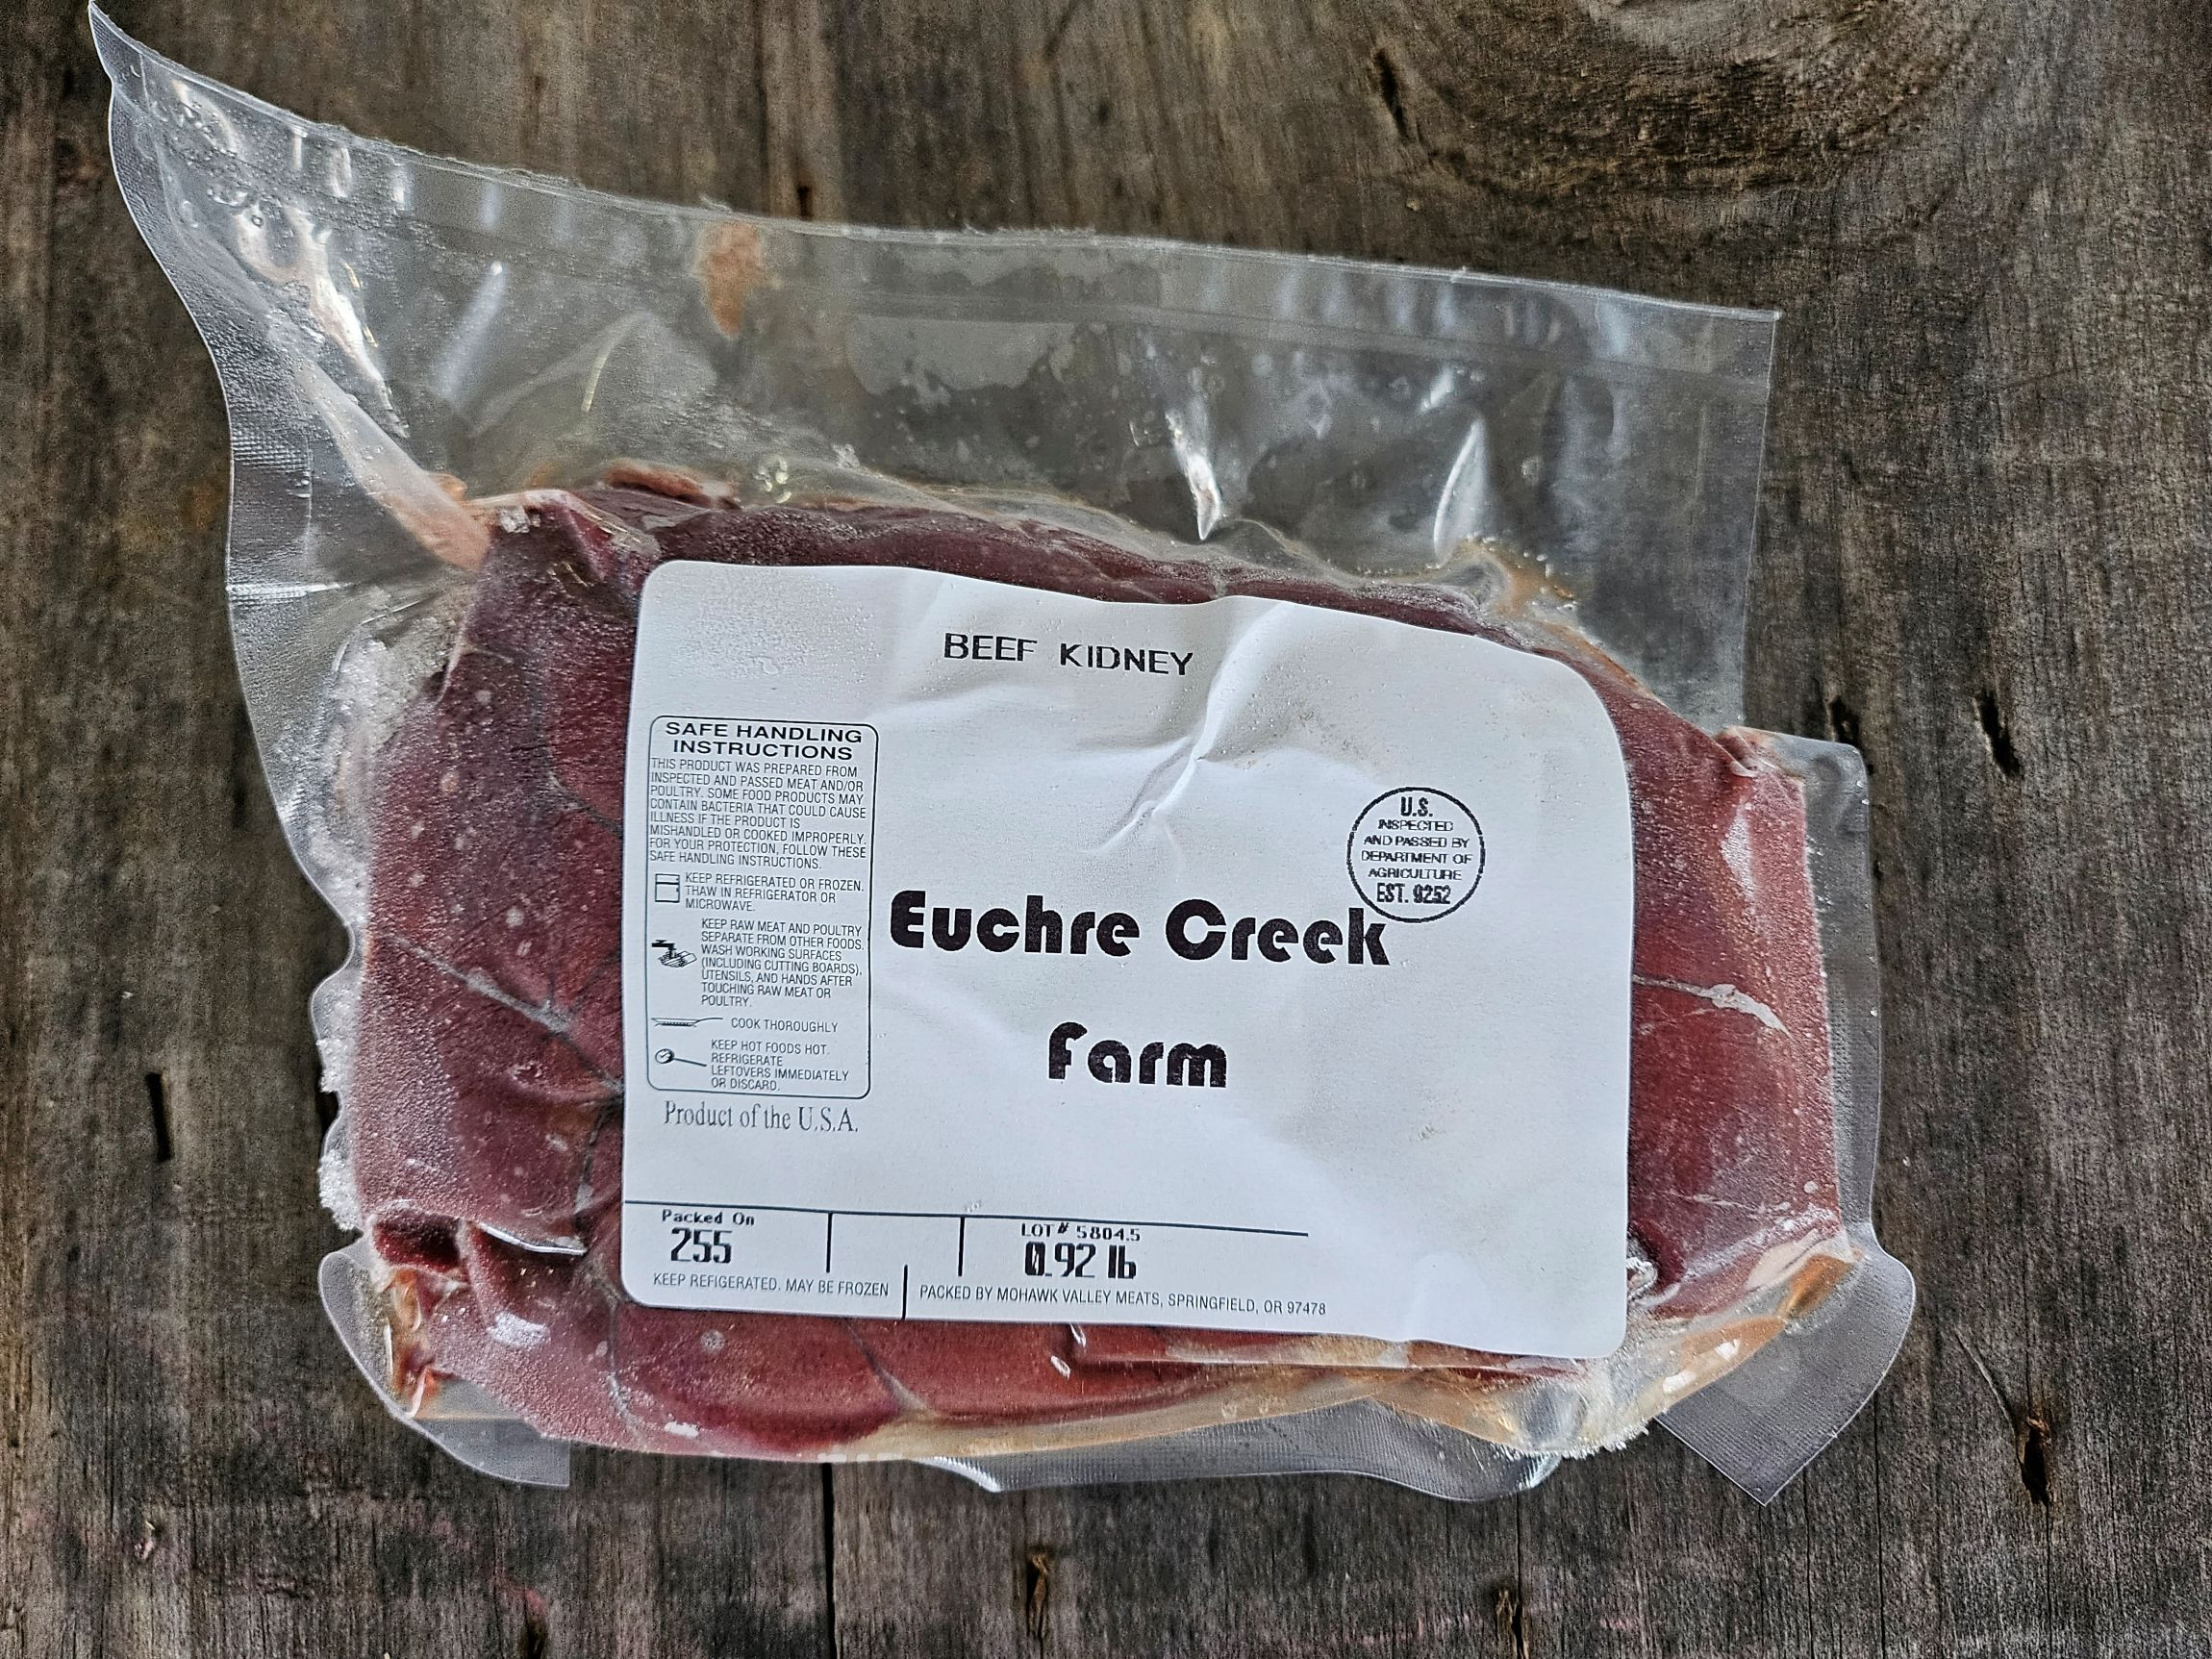 BEEF KIDNEY
SAFE HANDLING
INSTRUCTIONS
THIS PRODUCT WAS PREPARED FROM
INSPECTED AND PASSED MEAT AND/OR
POULTRY. SOME FOOD PRODUCTS MAY
CONTAIN BACTERIA THAT COULD CAUSE
ILLNESS IF THE PRODUCT IS
MISHANDLED OR COOKED IMPROPERLY.
FOR YOUR PROTECTION, FOLLOW THESE
SAFE HANDLING INSTRUCTIONS.
KEEP REFRIGERATED OR FROZEN.
THAW IN REFRIGERATOR OR
MICROWAVE.
KEEP RAW MEAT AND POULTRY
SEPARATE FROM OTHER FOODS.
WASH WORKING SURFACES
(INCLUDING CUTTING BOARDS),
UTENSILS, AND HANDS AFTER
TOUCHING RAW MEAT OR
POULTRY.
COOK THOROUGHLY
KEEP HOT FOODS HOT.
REFRIGERATE
LEFTOVERS IMMEDIATELY
OR DISCARD.
Product of the U.S.A.
U.S.
INSPECTED
AND PASSED BY
DEPARTMENT OF
AGRICULTURE
EST. 9252
Euchre Creek
Farm
Packed On
255
LOT# 5804.5
0.92 lb
KEEP REFIGERATED. MAY BE FROZEN
PACKED BY MOHAWK VALLEY MEATS, SPRINGFIELD, OR 97478